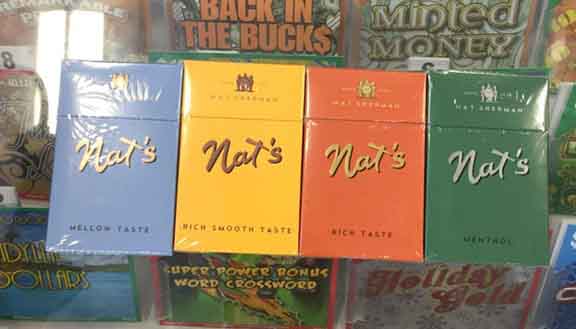 BACK IN
THE BUCK$
Minted
MONEY
NAT SHERMAN
NAT SHERMAN
NAT SHERMAN
NAT SHERMAN
Nat's
Nat's
Nat's
Nat's
MELLOW TASTE
RICH SMOOTH TASTE
RICH TASTE
MENTHOL
DOLLARS
SUPER POWER BONUS
WORD CROSSWORD
Holiday
Gold